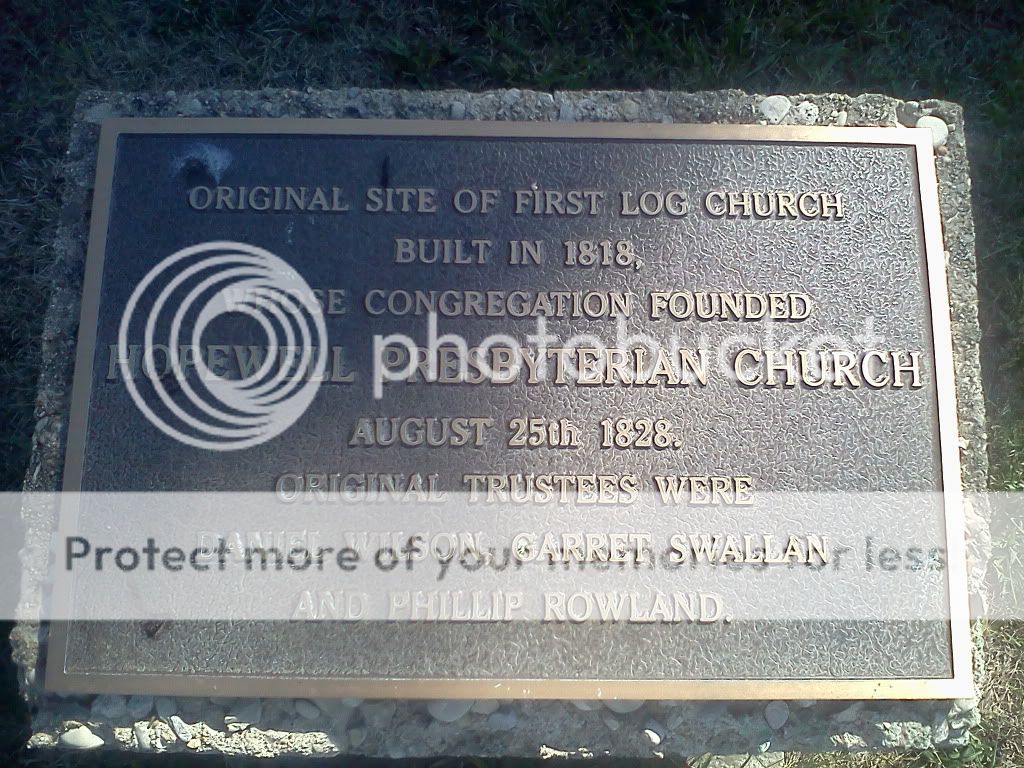 ORIGINAL SITE OF FIRST LOG CHURCH
BUILT IN 1818,
WHOSE CONGREGATION FOUNDED
photobucket
HOPEWELL PRESBYTERIAN CHURCH
AUGUST 25th 1828.
ORIGINAL TRUSTEES WERE
DANIEL WILSON, GARRET SWALLAN
Protect more of your memories for less!
AND PHILLIP ROWLAND.